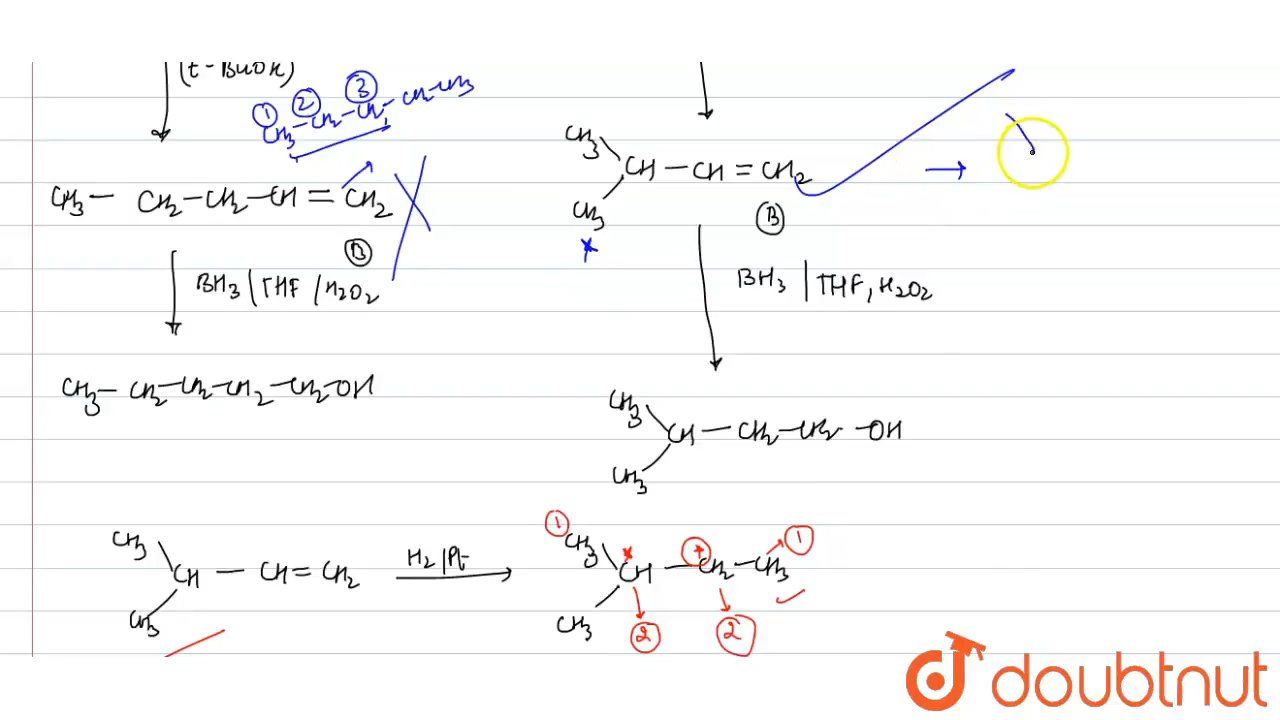 (t-BuOK)
① ② ③
CH3-CH2-CH2-CH2-CH3
CH3- CH2-CH2-CH=CH2
B
BH3|THF/H2O2
CH3- CH2-CH2-CH2-CH2OH
CH3
CH-CH=CH2 →
CH3
B
BH3|THF, H2O2
CH3
CH-CH2-CH2-OH
CH3
CH3
CH-CH=CH2
CH3
H2/Pt
① CH3
CH-CH2-CH3 ①
CH3
② ②
doubtnut